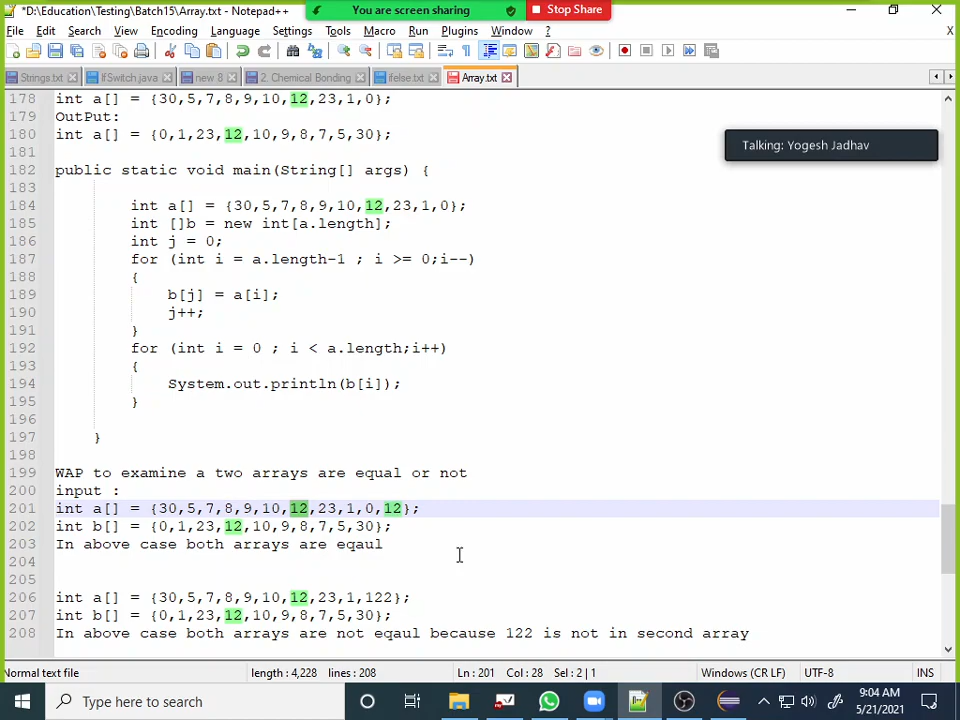 *D:\Education\Testing\Batch15\Array.txt - Notepad++
You are screen sharing
Stop Share
File Edit Search View Encoding Language Settings Tools Macro Run Plugins Window ? X
Strings.txt IfSwitch.java new 8 2. Chemical Bonding ifelse.txt Array.txt
Talking: Yogesh Jadhav
178 int a[] = {30,5,7,8,9,10,12,23,1,0};
179 OutPut:
180 int a[] = {0,1,23,12,10,9,8,7,5,30};
181
182 public static void main(String[] args) {
183
184 int a[] = {30,5,7,8,9,10,12,23,1,0};
185 int []b = new int[a.length];
186 int j = 0;
187 for (int i = a.length-1 ; i >= 0;i--)
188 {
189 b[j] = a[i];
190 j++;
191 }
192 for (int i = 0 ; i < a.length;i++)
193 {
194 System.out.println(b[i]);
195 }
196
197 }
198
199 WAP to examine a two arrays are equal or not
200 input :
201 int a[] = {30,5,7,8,9,10,12,23,1,0,12};
202 int b[] = {0,1,23,12,10,9,8,7,5,30};
203 In above case both arrays are eqaul
204
205
206 int a[] = {30,5,7,8,9,10,12,23,1,122};
207 int b[] = {0,1,23,12,10,9,8,7,5,30};
208 In above case both arrays are not eqaul because 122 is not in second array
Normal text file length : 4,228 lines : 208 Ln : 201 Col : 28 Sel : 2 | 1 Windows (CR LF) UTF-8 INS
Type here to search
9:04 AM
5/21/2021